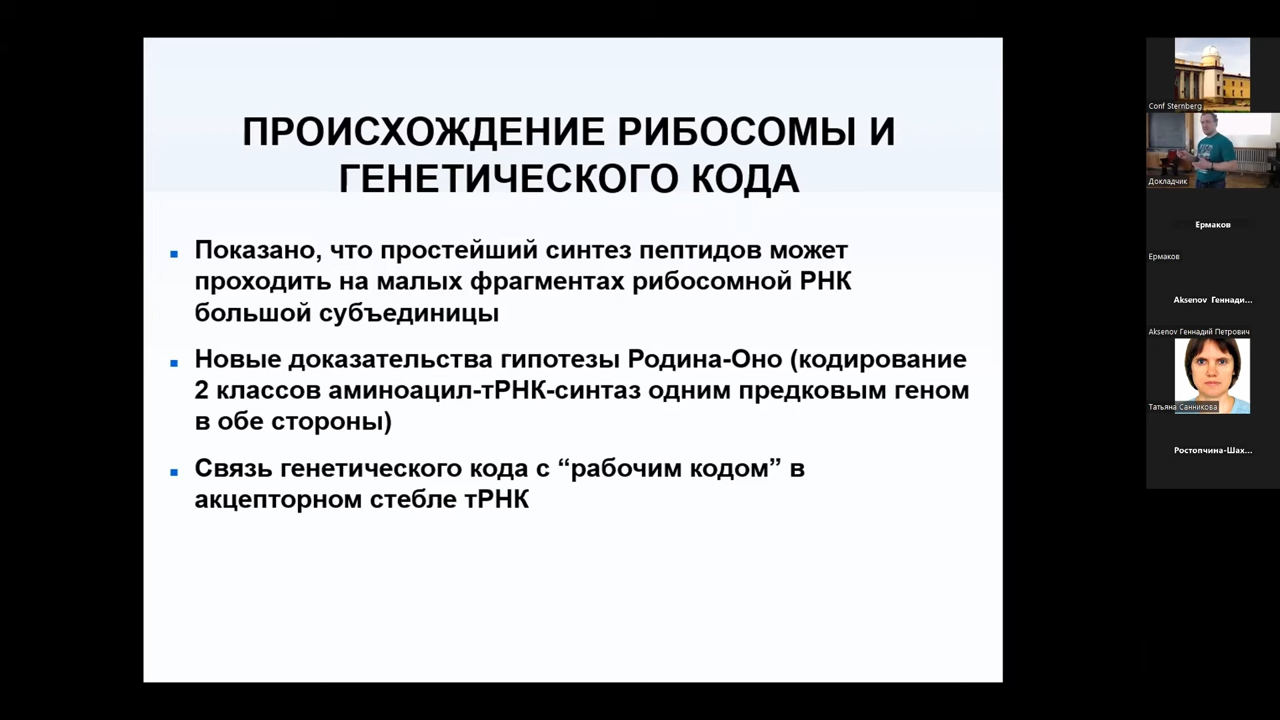 ПРОИСХОЖДЕНИЕ РИБОСОМЫ И
ГЕНЕТИЧЕСКОГО КОДА
Показано, что простейший синтез пептидов может
проходить на малых фрагментах рибосомной РНК
большой субъединицы
Новые доказательства гипотезы Родина-Оно (кодирование
2 классов аминоацил-тРНК-синтаз одним предковым геном
в обе стороны)
Связь генетического кода с “рабочим кодом” в
акцепторном стебле тРНК
Conf Sternberg
Докладчик
Ермаков
Ермаков
Aksenov Геннади...
Aksenov Геннадий Петрович
Татьяна Санникова
Ростопчина-Шах...